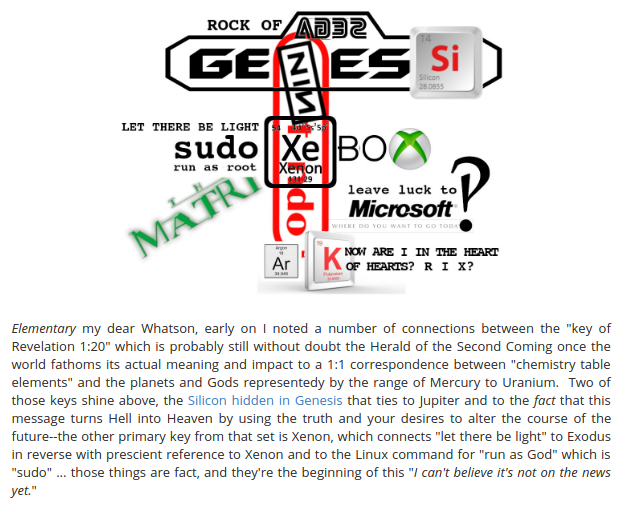 ROCK OF ADES
GENESIS
14
Si
Silicon
28.0855
NIN
tendo
LET THERE BE LIGHT
sudo
run as root
54
Xe
Xenon
131.29
BOX
THE
MATRIX
leave luck to
Microsoft?
WHERE DO YOU WANT TO GO TODAY
Argon
Ar
19
K
NOW ARE I IN THE HEART
OF HEARTS? R I X?
Elementary my dear Whatson, early on I noted a number of connections between the "key of
Revelation 1:20" which is probably still without doubt the Herald of the Second Coming once the
world fathoms its actual meaning and impact to a 1:1 correspondence between "chemistry table
elements" and the planets and Gods representedy by the range of Mercury to Uranium. Two of
those keys shine above, the Silicon hidden in Genesis that ties to Jupiter and to the fact that this
message turns Hell into Heaven by using the truth and your desires to alter the course of the
future--the other primary key from that set is Xenon, which connects "let there be light" to Exodus
in reverse with prescient reference to Xenon and to the Linux command for "run as God" which is
"sudo" ... those things are fact, and they're the beginning of this "I can't believe it's not on the news
yet."